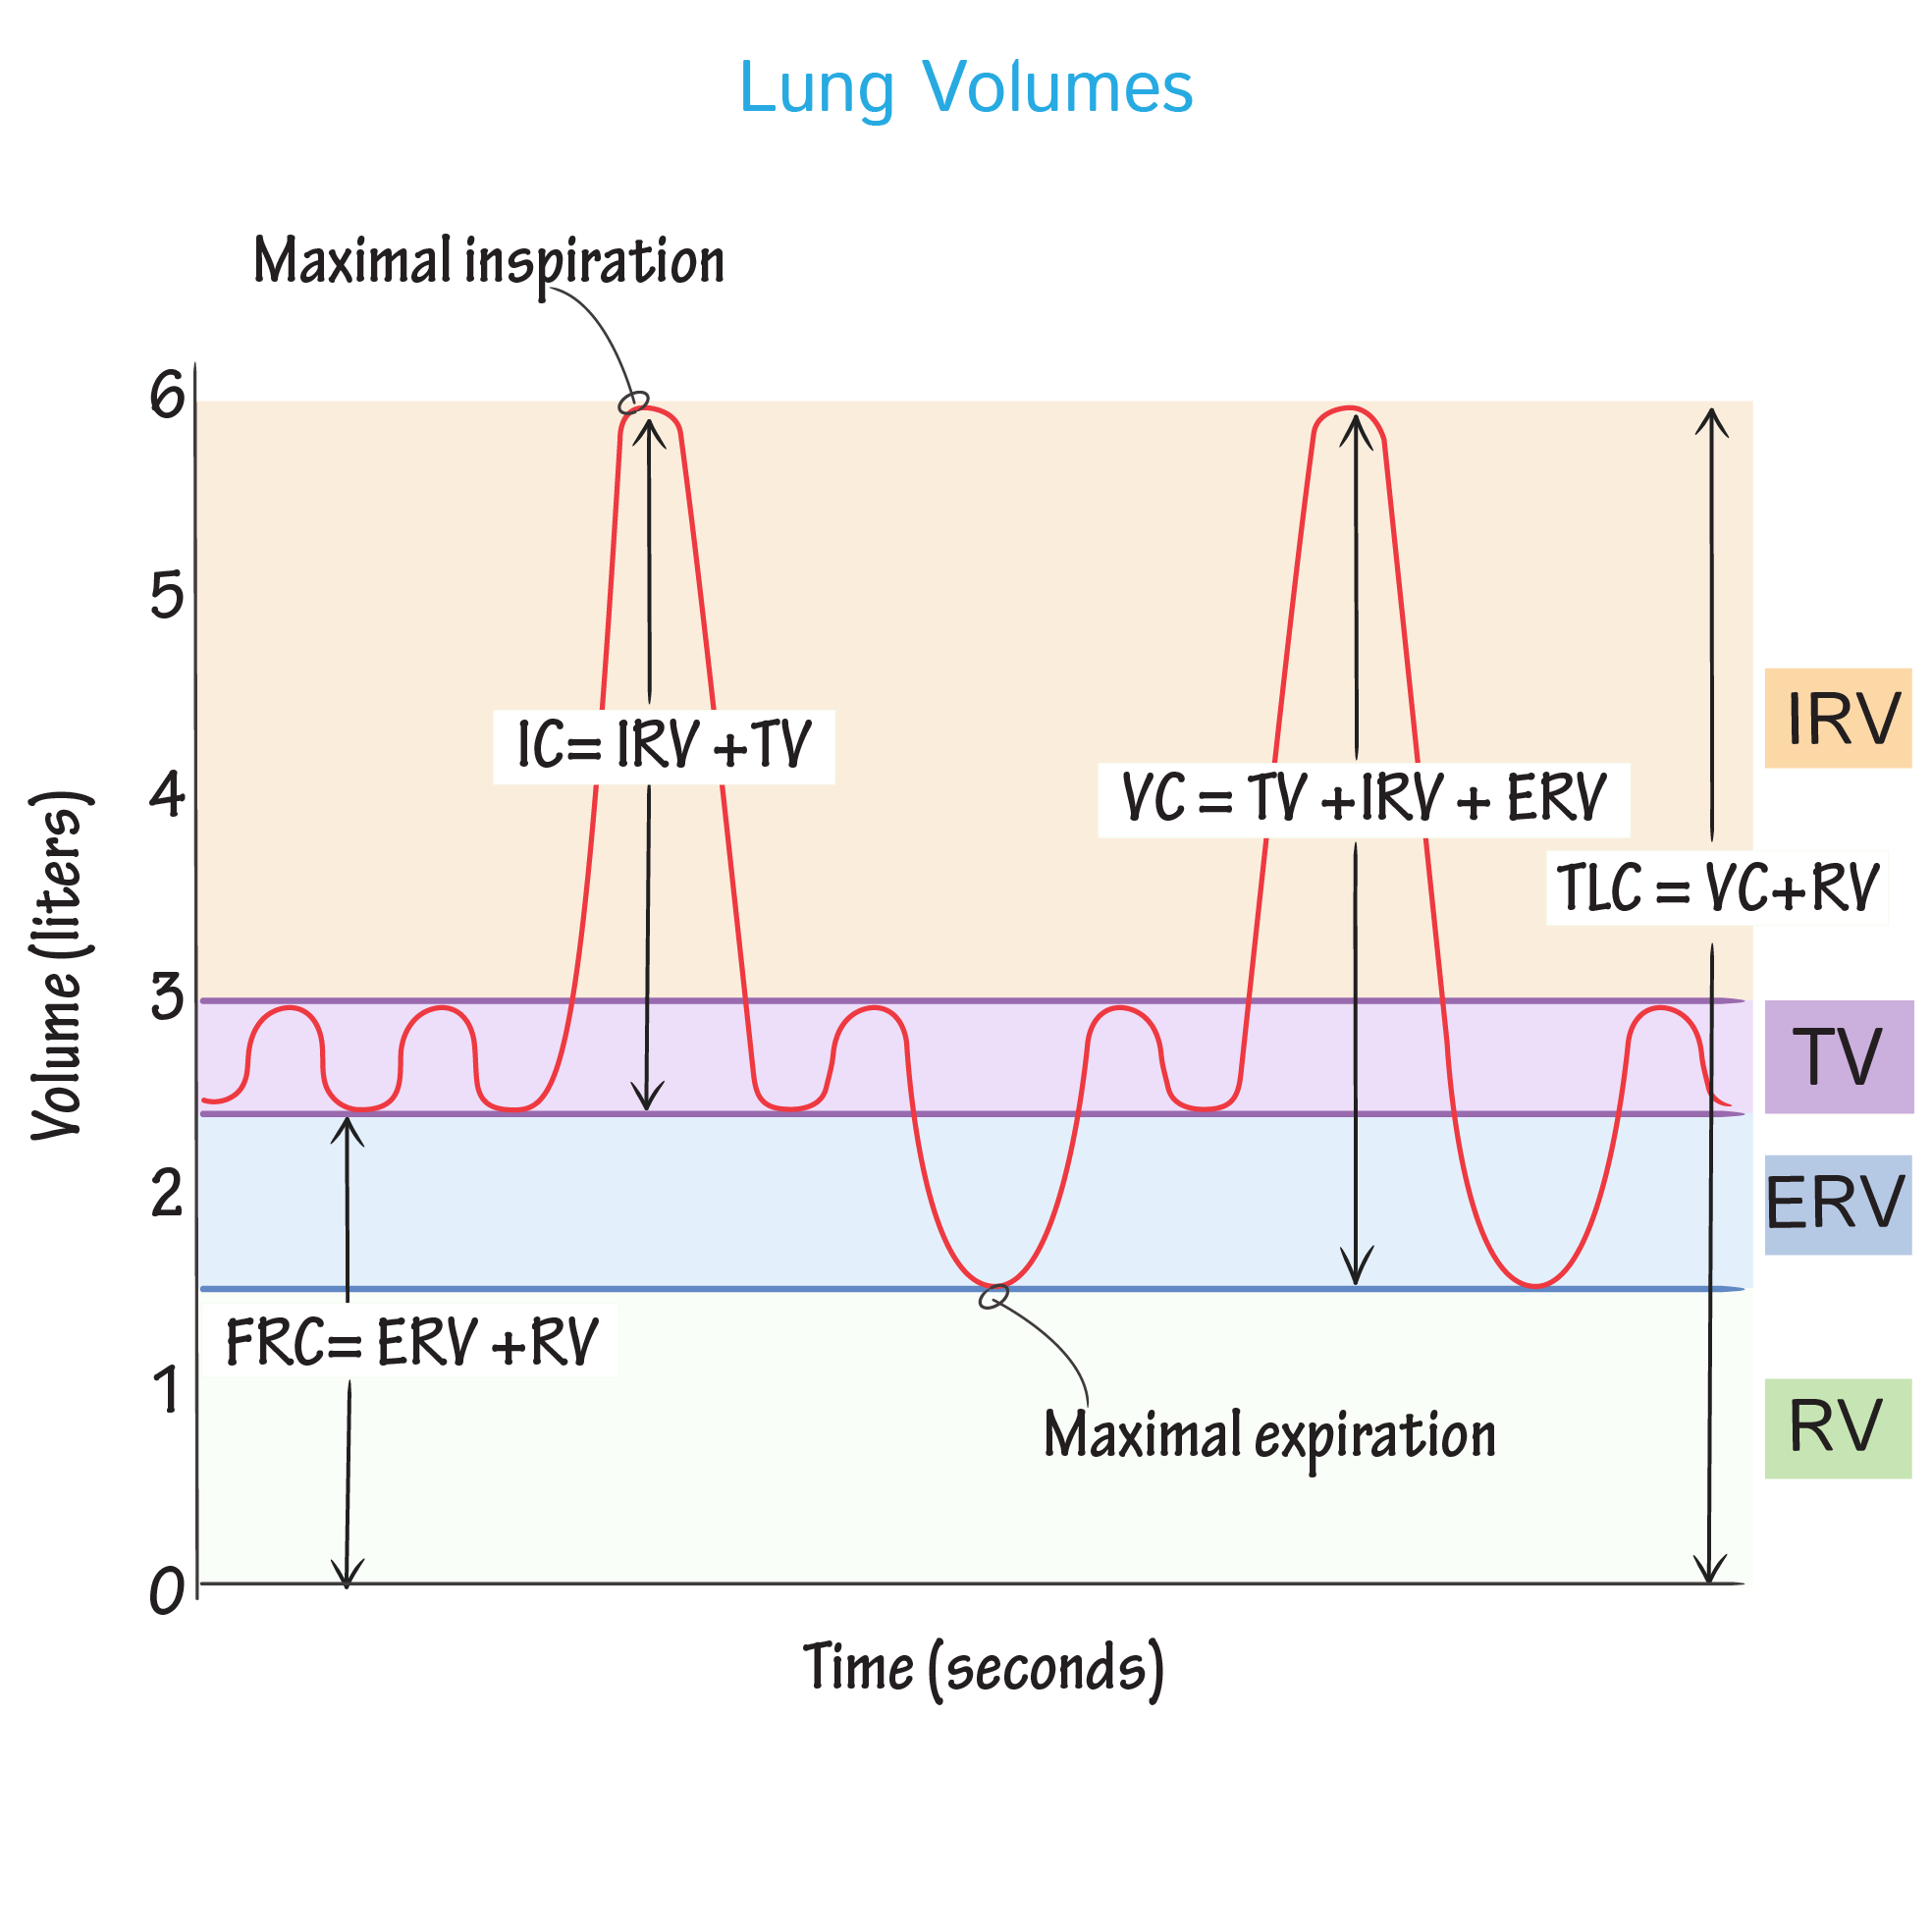 Lung Volumes
Maximal inspiration
6
5
4
3
2
1
0
Volume (liters)
IC= IRV +TV
VC = TV +IRV + ERV
TLC = VC+RV
FRC= ERV +RV
Maximal expiration
IRV
TV
ERV
RV
Time (seconds)